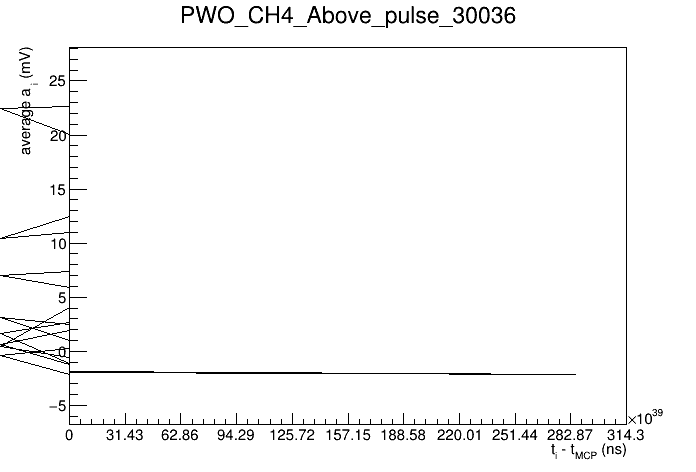 PWO_CH4_Above_pulse_30036
average a_i (mV)
25
20
15
10
5
0
−5
0 31.43 62.86 94.29 125.72 157.15 188.58 220.01 251.44 282.87 314.3
×10^39
t_i - t_MCP (ns)